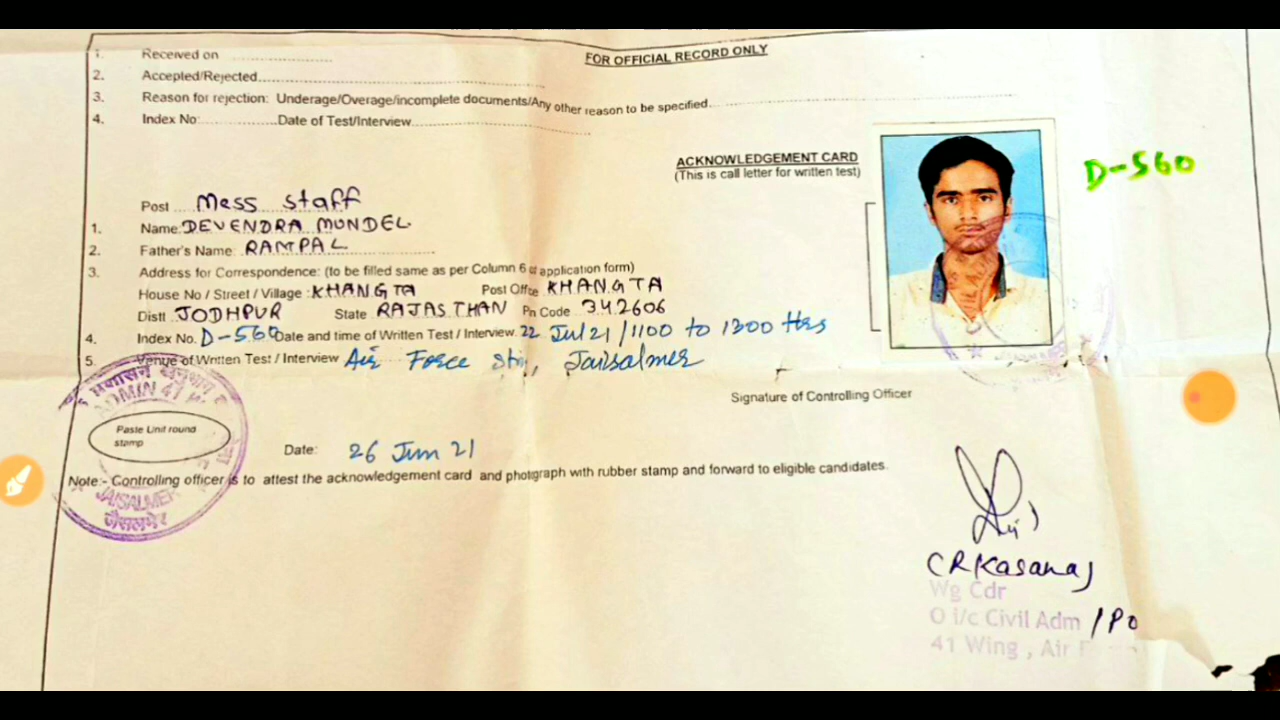 1. Received on ....................
FOR OFFICIAL RECORD ONLY
2. Accepted/Rejected....................
3. Reason for rejection: Underage/Overage/incomplete documents/Any other reason to be specified....................
4. Index No:....................Date of Test/Interview....................
ACKNOWLEDGEMENT CARD
(This is call letter for written test)
D-560
Post Mess Staff
1. Name: DEVENDRA MUNDEL
2. Father's Name: RAMPAL
3. Address for Correspondence: (to be filled same as per Column 6 of application form)
House No / Street / Village : KHANGTA Post Office KHANGTA
Distt JODHPUR State RAJASTHAN Pin Code 342606
4. Index No. D-560 Date and time of Written Test / Interview. 22 Jul 21 / 1100 to 1300 Hrs
5. Venue of Written Test / Interview Air Force Stn, Jaisalmer
Signature of Controlling Officer
Paste Unit round
stamp
JAISALMER
जैसलमेर
Date: 26 Jun 21
Note:- Controlling officer is to attest the acknowledgement card and photgraph with rubber stamp and forward to eligible candidates.
(CR Kasana)
Wg Cdr
O i/c Civil Adm /PO
41 Wing , Air